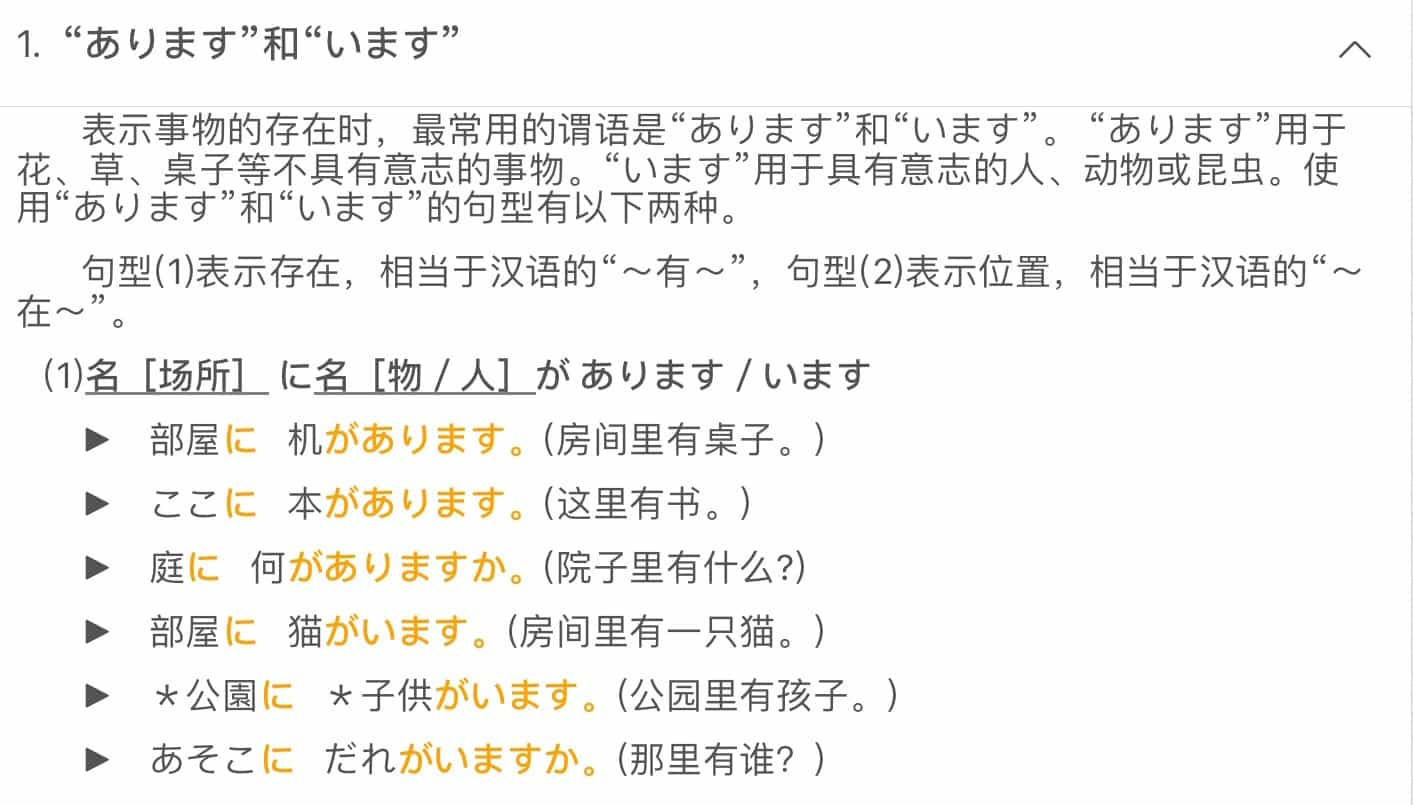 1. “あります”和“います”
表示事物的存在时，最常用的谓语是“あります”和“います”。“あります”用于
花、草、桌子等不具有意志的事物。“います”用于具有意志的人、动物或昆虫。使
用“あります”和“います”的句型有以下两种。
句型(1)表示存在，相当于汉语的“～有～”，句型(2)表示位置，相当于汉语的“～
在～”。
(1)名［场所］ に名［物 / 人］が あります / います
▶ 部屋に 机があります。(房间里有桌子。)
▶ ここに 本があります。(这里有书。)
▶ 庭に 何がありますか。(院子里有什么?)
▶ 部屋に 猫がいます。(房间里有一只猫。)
▶ ＊公園に ＊子供がいます。(公园里有孩子。)
▶ あそこに だれがいますか。(那里有谁？)